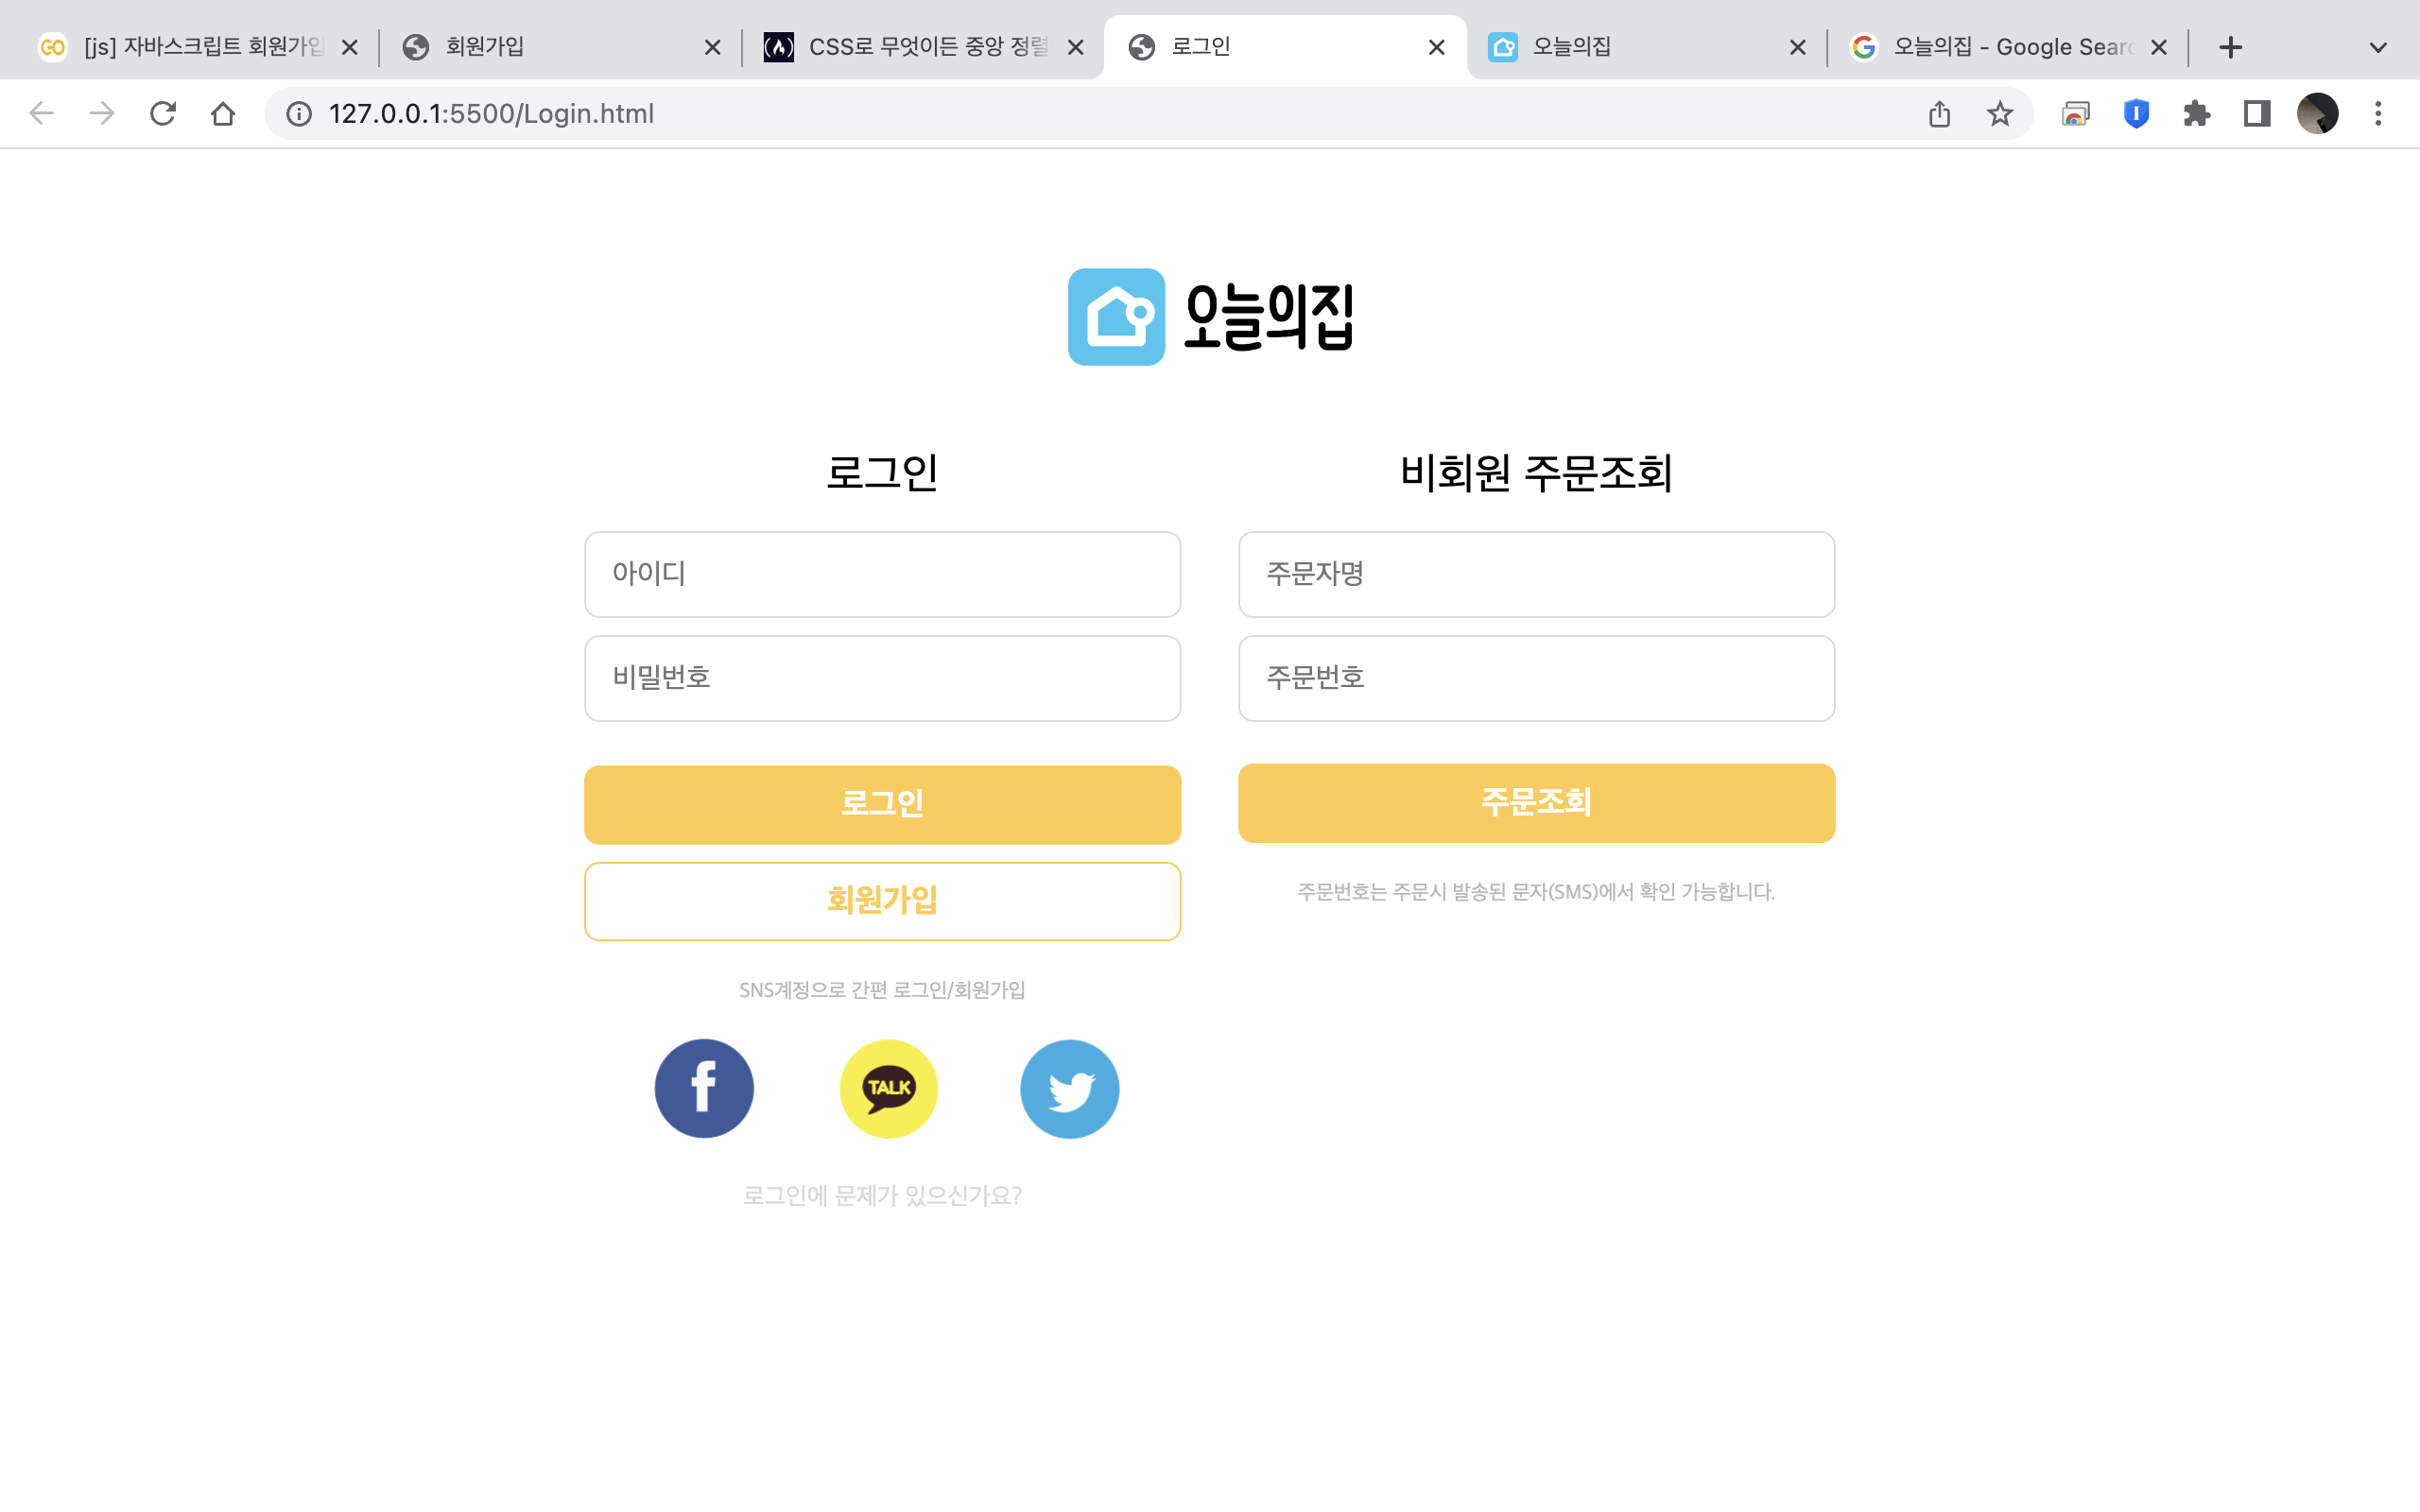 [js] 자바스크립트 회원가입
회원가입
CSS로 무엇이든 중앙 정렬
로그인
오늘의집
오늘의집 - Google Sear
127.0.0.1:5500/Login.html
오늘의집
로그인
아이디
비밀번호
로그인
회원가입
SNS계정으로 간편 로그인/회원가입
f
TALK
로그인에 문제가 있으신가요?
비회원 주문조회
주문자명
주문번호
주문조회
주문번호는 주문시 발송된 문자(SMS)에서 확인 가능합니다.